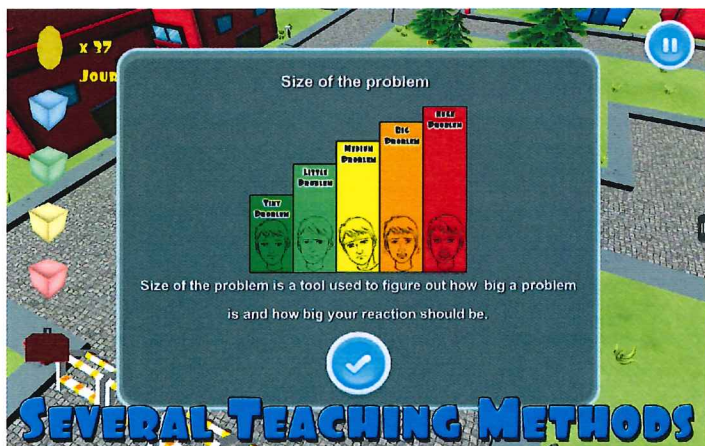 x 37
Jour
Size of the problem
Tiny
Problem
Little
Problem
Medium
Problem
Big
Problem
Huge
Problem
Size of the problem is a tool used to figure out how big a problem
is and how big your reaction should be.
Several Teaching Methods